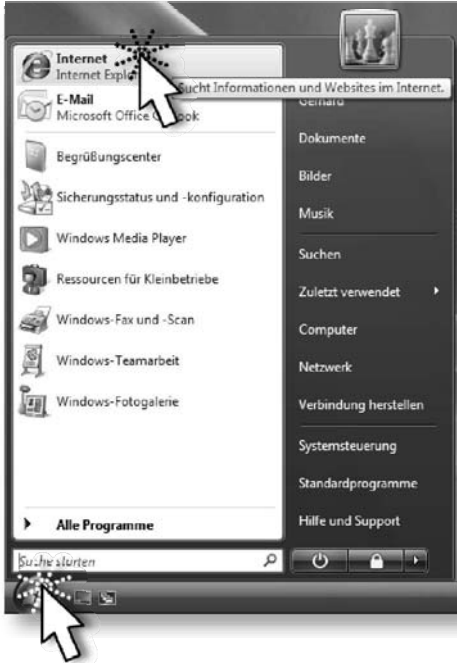 Internet
Internet Explo
Sucht Informationen und Websites im Internet.
E-Mail
Microsoft Office O ook
Begrüßungscenter
Sicherungsstatus und -konfiguration
Windows Media Player
Ressourcen für Kleinbetriebe
Windows-Fax und -Scan
Windows-Teamarbeit
Windows-Fotogalerie
Alle Programme
Suche starten
Gerhard
Dokumente
Bilder
Musik
Suchen
Zuletzt verwendet
Computer
Netzwerk
Verbindung herstellen
Systemsteuerung
Standardprogramme
Hilfe und Support